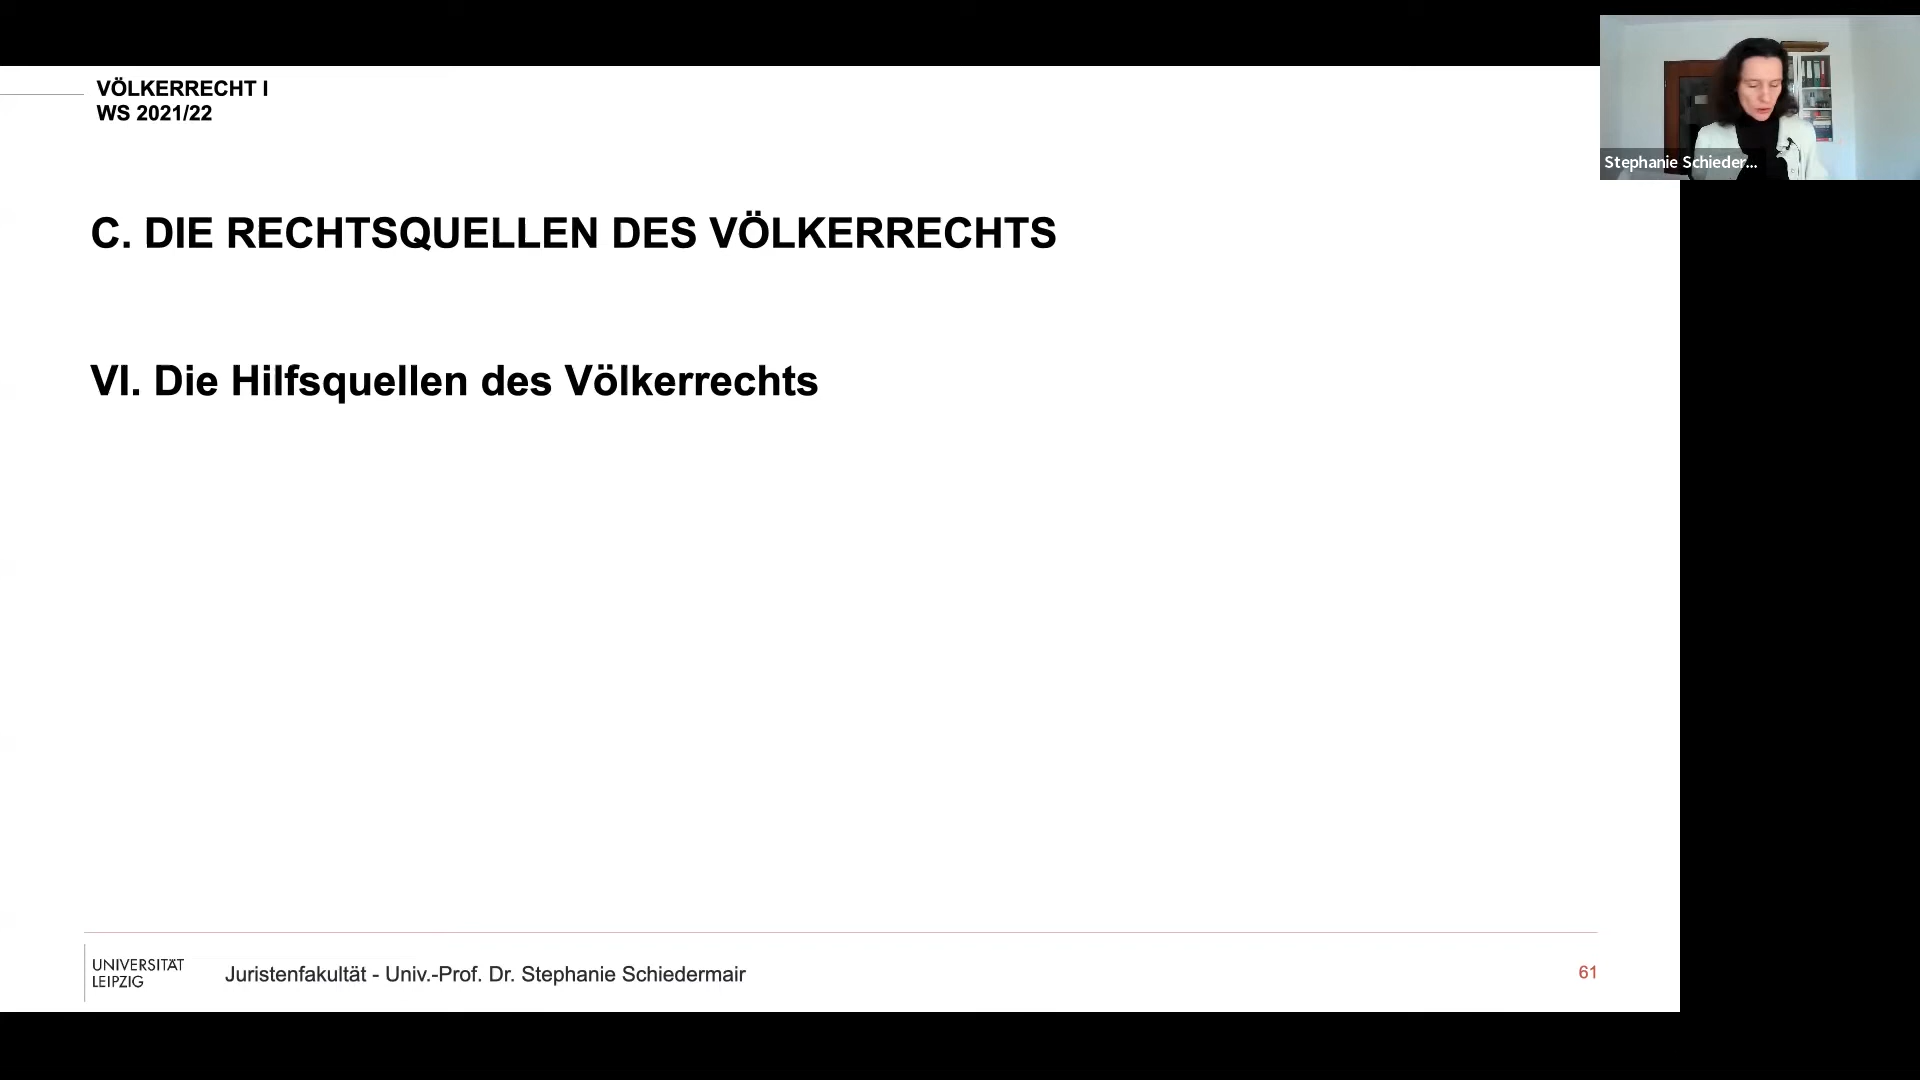 VÖLKERRECHT I
WS 2021/22
Stephanie Schieder...
C. DIE RECHTSQUELLEN DES VÖLKERRECHTS
VI. Die Hilfsquellen des Völkerrechts
UNIVERSITÄT
LEIPZIG
Juristenfakultät - Univ.-Prof. Dr. Stephanie Schiedermair
61